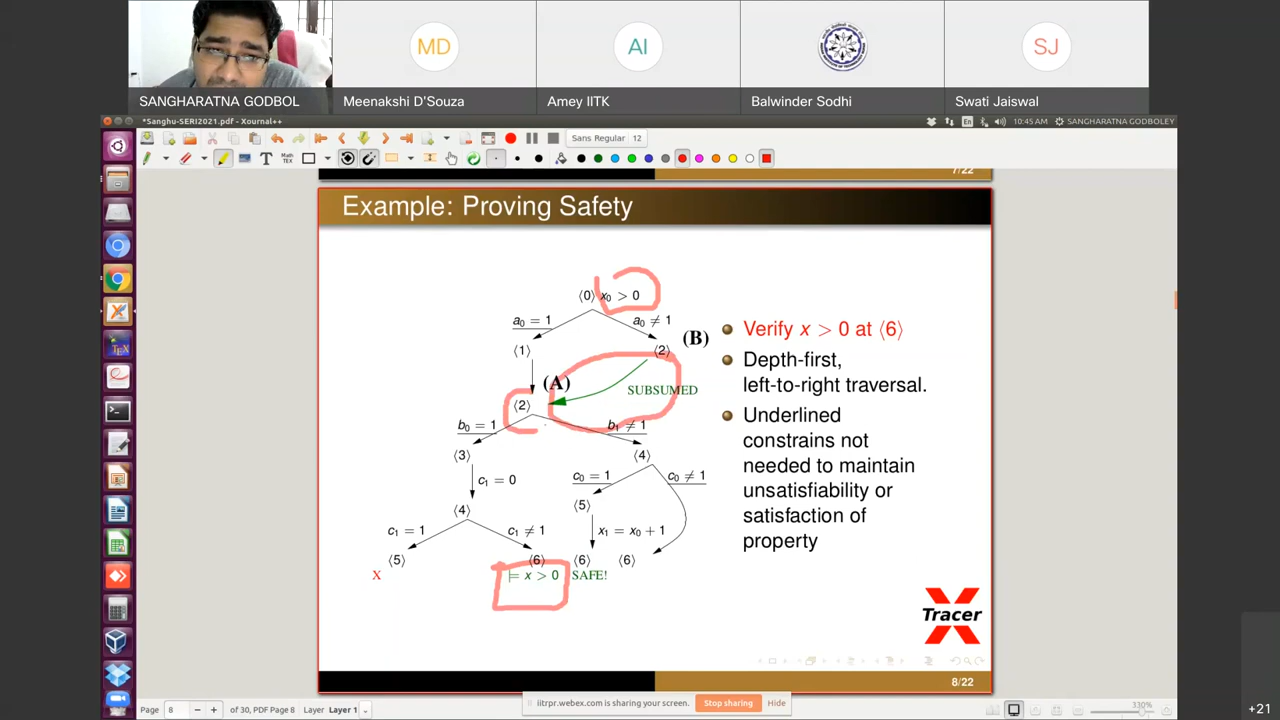 MD
AI
SJ
SANGHARATNA GODBOL
Meenakshi D'Souza
Amey IITK
Balwinder Sodhi
Swati Jaiswal
*Sanghu-SERI2021.pdf - Xournal++
En
10:45 AM
SANGHARATNA GODBOLEY
Sans Regular 12
7/22
Example: Proving Safety
⟨0⟩ x₀ > 0
a₀ = 1
a₀ ≠ 1
(B)
⟨1⟩
⟨2⟩
(A)
SUBSUMED
⟨2⟩
b₀ = 1
b₁ ≠ 1
⟨3⟩
⟨4⟩
c₁ = 0
c₀ = 1
c₀ ≠ 1
⟨4⟩
⟨5⟩
c₁ = 1
c₁ ≠ 1
x₁ = x₀ + 1
⟨5⟩
⟨6⟩
⟨6⟩
⟨6⟩
X
⊨ x > 0
SAFE!
Verify x > 0 at ⟨6⟩
Depth-first,
left-to-right traversal.
Underlined
constrains not
needed to maintain
unsatisfiability or
satisfaction of
property
Tracer
8/22
Page 8 of 30, PDF Page 8 Layer Layer 1
iitrpr.webex.com is sharing your screen.
Stop sharing
Hide
330%
+21